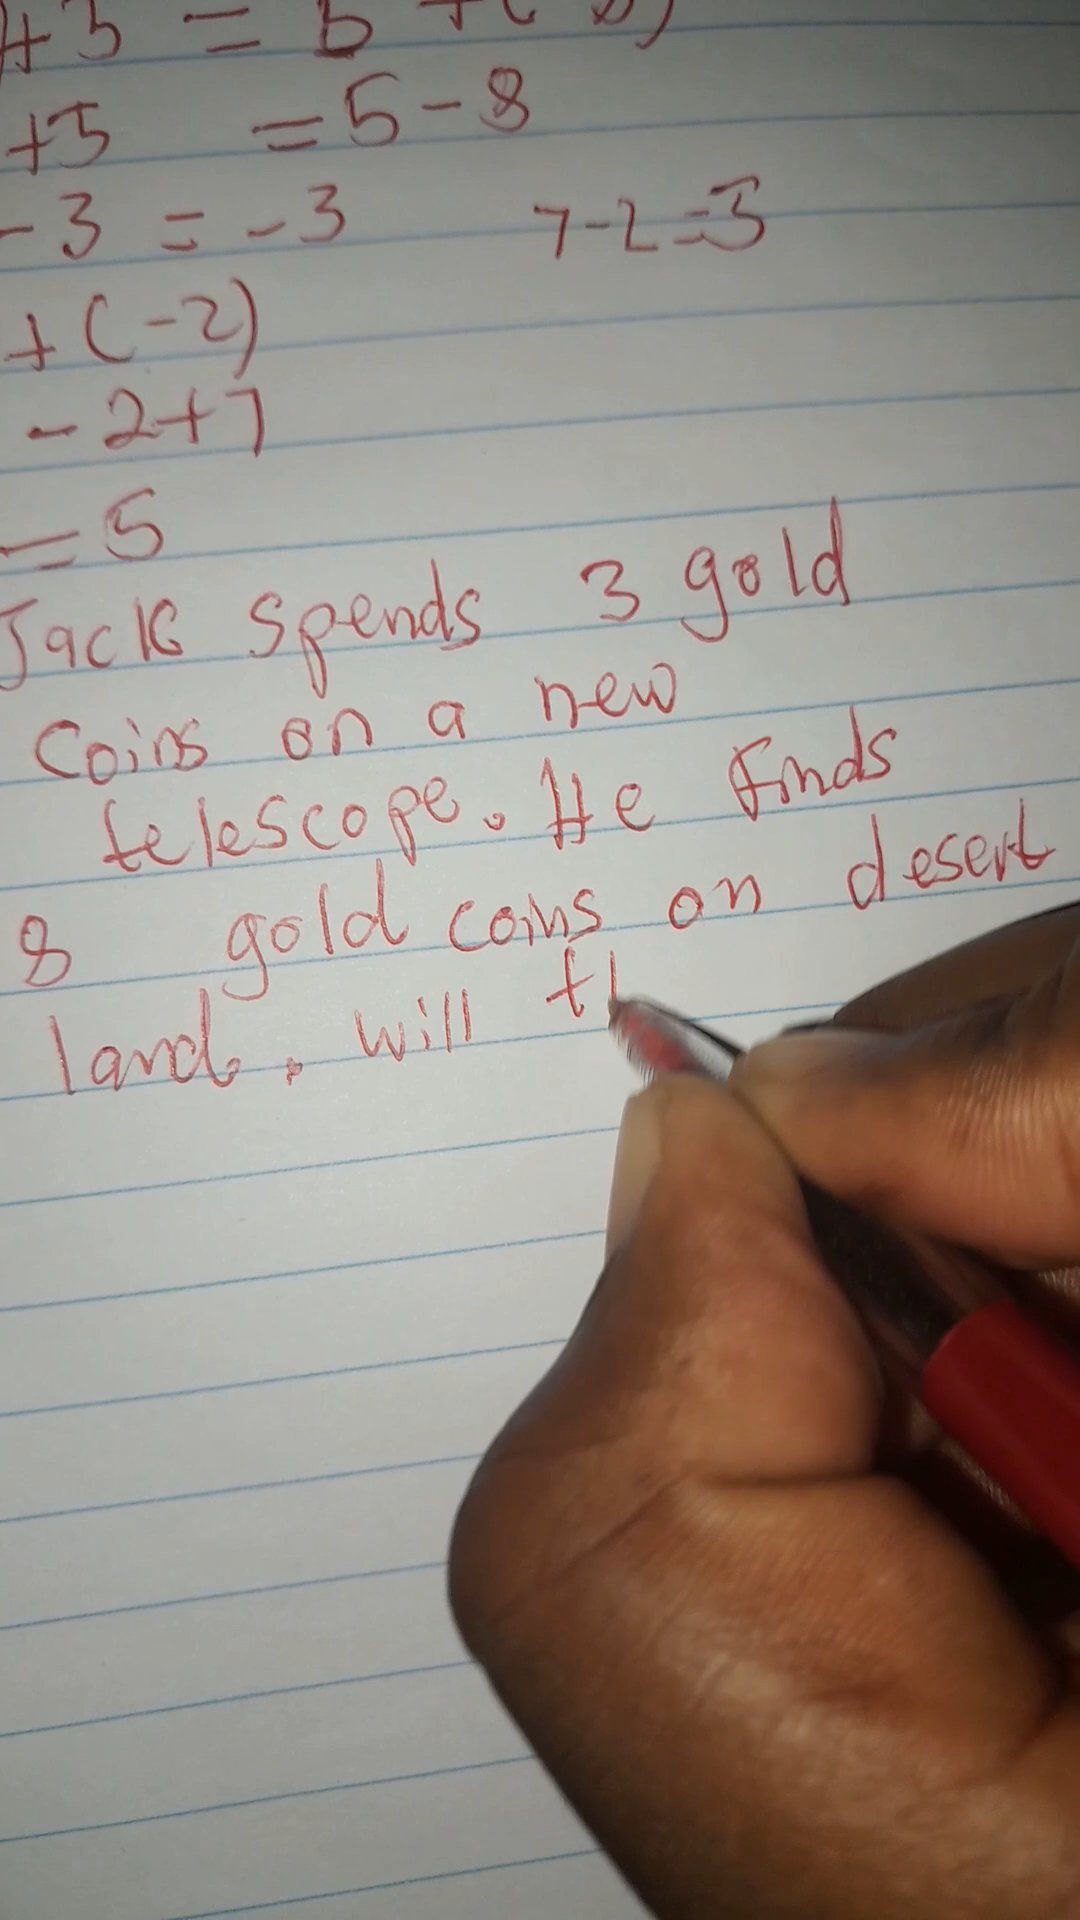 +5 = 5 + (-8)
+5 = 5 - 8
- 3 = - 3 7-2=5
+ (-2)
- 2+7
= 5
Jack spends 3 gold
Coins on a new
telescope. He finds
8 gold coins on desert
land. will